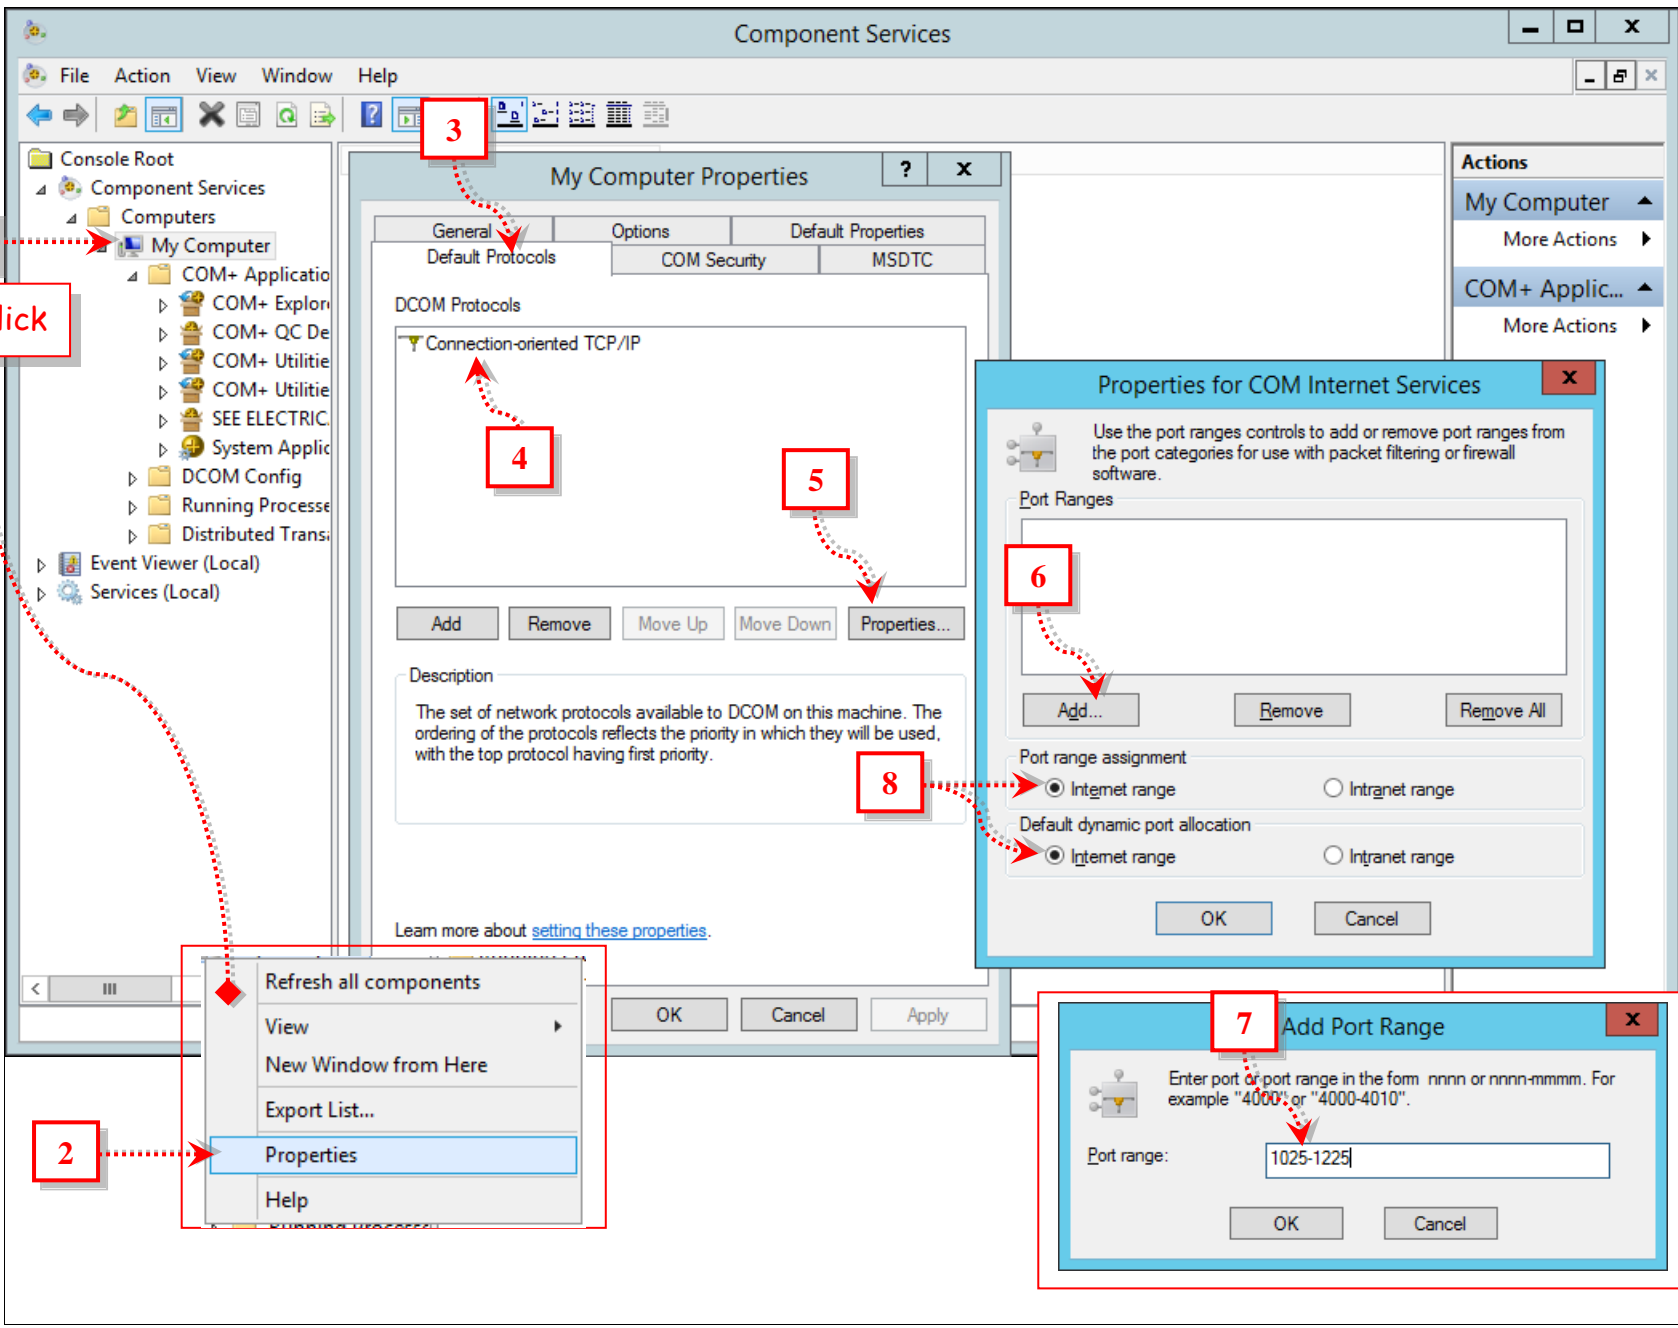 Component Services
File Action View Window Help
Console Root
Component Services
Computers
My Computer
COM+ Applicatio
COM+ Explor
COM+ QC De
COM+ Utilitie
COM+ Utilitie
SEE ELECTRIC
System Applic
DCOM Config
Running Processe
Distributed Trans
Event Viewer (Local)
Services (Local)
lick
3
My Computer Properties
General Options Default Properties
Default Protocols COM Security MSDTC
DCOM Protocols
Connection-oriented TCP/IP
4
5
Add Remove Move Up Move Down Properties...
Description
The set of network protocols available to DCOM on this machine. The
ordering of the protocols reflects the priority in which they will be used,
with the top protocol having first priority.
8
Learn more about setting these properties.
OK Cancel Apply
Actions
My Computer
More Actions
COM+ Applic...
More Actions
Properties for COM Internet Services
Use the port ranges controls to add or remove port ranges from
the port categories for use with packet filtering or firewall
software.
Port Ranges
6
Add... Remove Remove All
Port range assignment
Internet range Intranet range
Default dynamic port allocation
Internet range Intranet range
OK Cancel
Refresh all components
View
New Window from Here
Export List...
2
Properties
Help
7
Add Port Range
Enter port or port range in the form nnnn or nnnn-mmmm. For
example "4000" or "4000-4010".
Port range: 1025-1225
OK Cancel